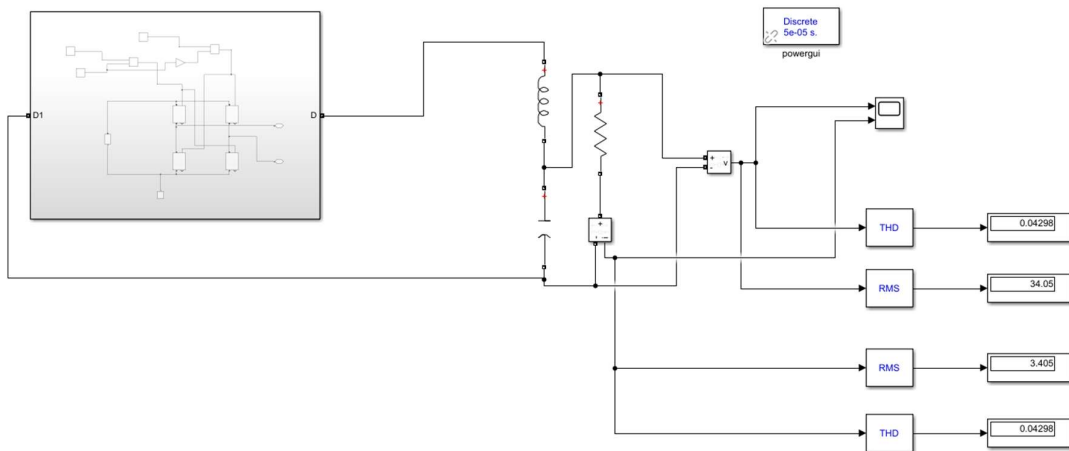 Discrete
5e-05 s.
powergui
D1
D
+
+
+
+
-
v
+
THD
0.04298
RMS
34.05
RMS
3.405
THD
0.04298